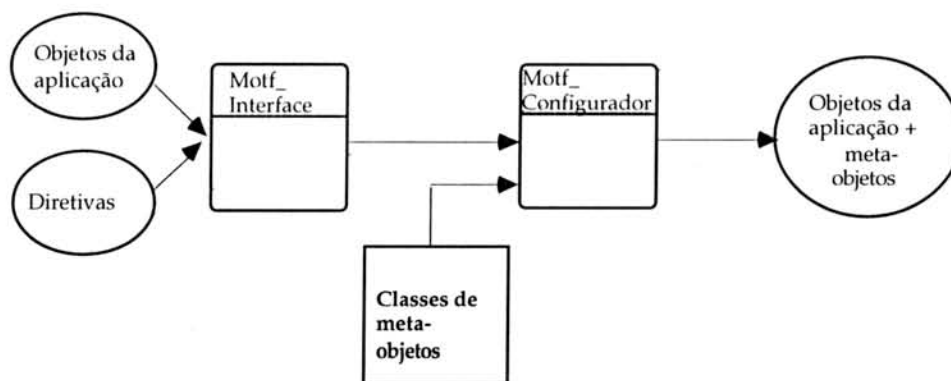 Objetos da
aplicação
Diretivas
Motf_
Interface
Motf_
Configurador
Classes de
meta-
objetos
Objetos da
aplicação +
meta-
objetos